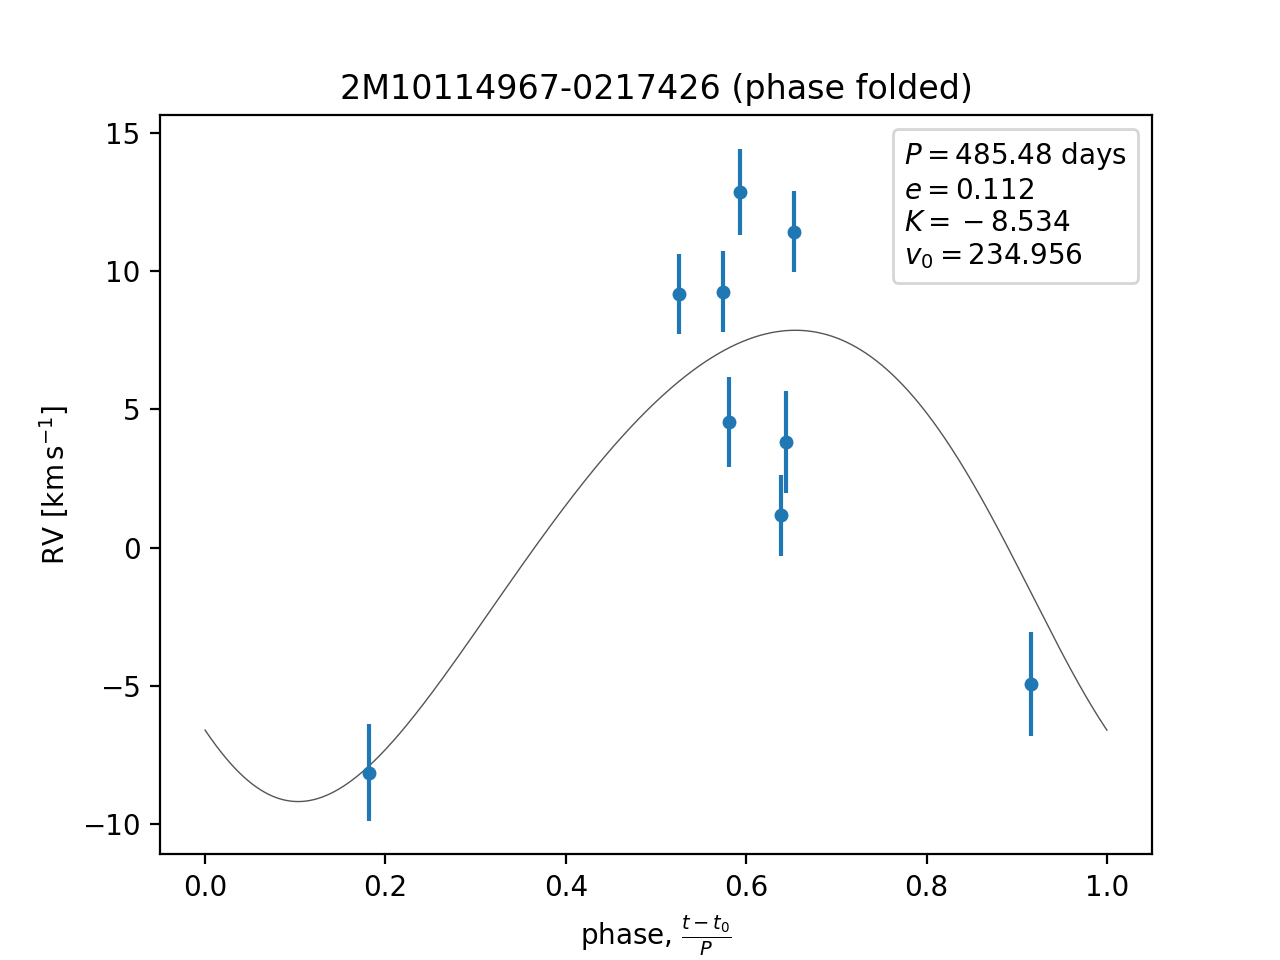 2M10114967-0217426 (phase folded)
P = 485.48 days
e = 0.112
K = −8.534
v₀ = 234.956
RV [km s⁻¹]
15
10
5
0
−5
−10
0.0 0.2 0.4 0.6 0.8 1.0
phase, (t − t₀)/P